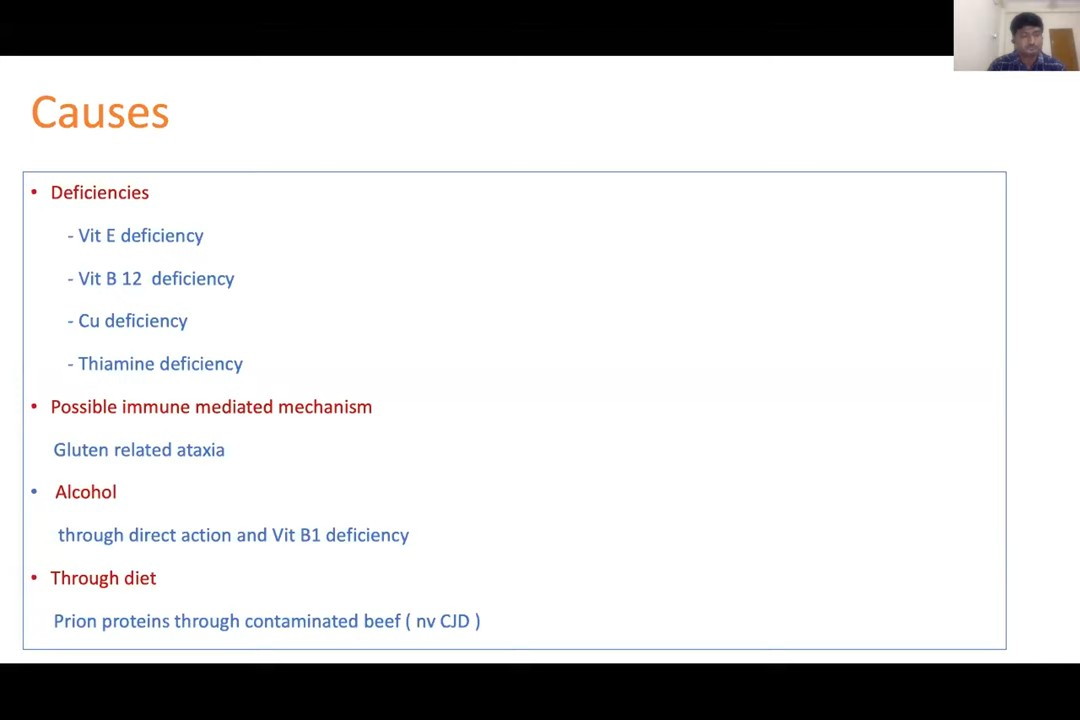 Causes
• Deficiencies
- Vit E deficiency
- Vit B 12 deficiency
- Cu deficiency
- Thiamine deficiency
• Possible immune mediated mechanism
Gluten related ataxia
• Alcohol
through direct action and Vit B1 deficiency
• Through diet
Prion proteins through contaminated beef ( nv CJD )